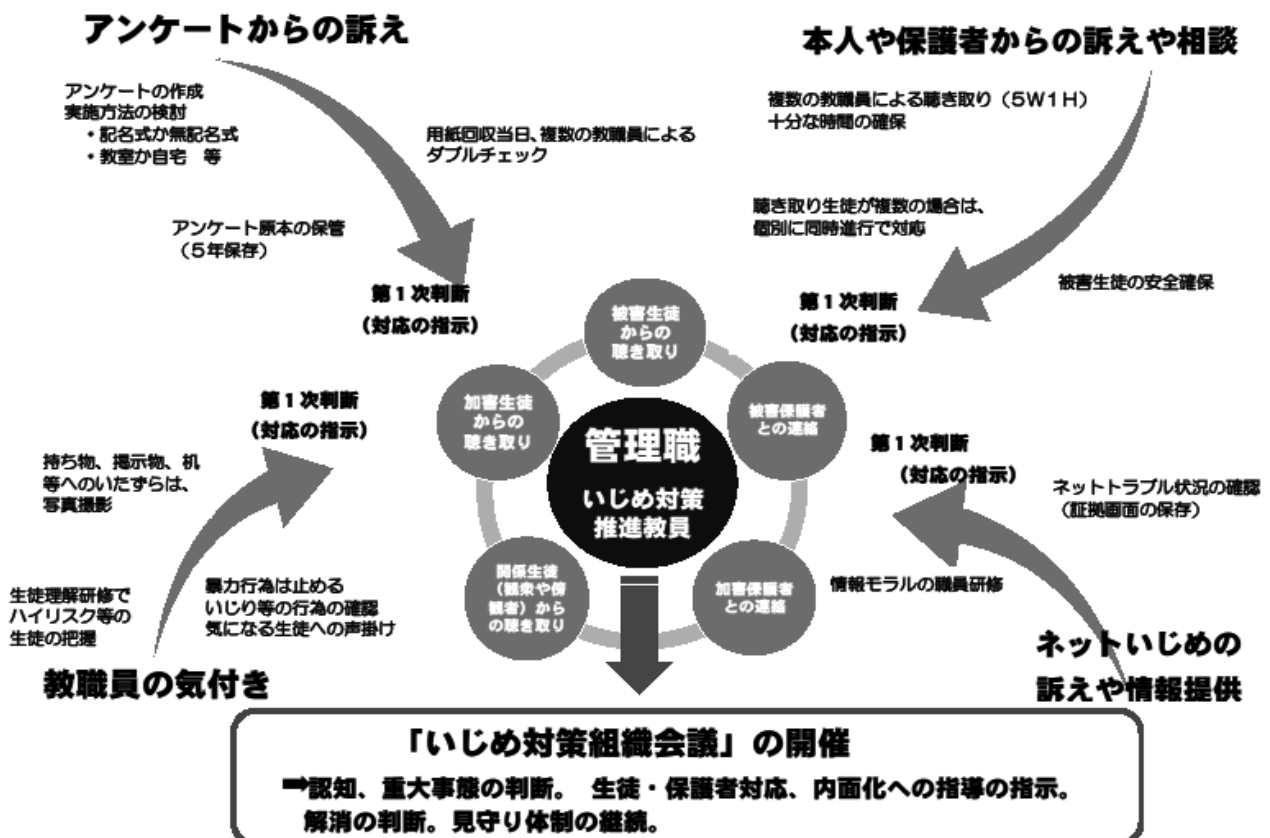 アンケートからの訴え
アンケートの作成
実施方法の検討
・記名式か無記名式
・教室か自宅　等
用紙回収当日、複数の教職員による
ダブルチェック
アンケート原本の保管
（５年保存）
第１次判断
（対応の指示）
本人や保護者からの訴えや相談
複数の教職員による聴き取り（５Ｗ１Ｈ）
十分な時間の確保
聴き取り生徒が複数の場合は、
個別に同時進行で対応
被害生徒の安全確保
第１次判断
（対応の指示）
被害生徒
からの
聴き取り
加害生徒
からの
聴き取り
被害保護者
との連絡
管理職
いじめ対策
推進教員
関係生徒
（観衆や傍
観者）から
の聴き取り
加害保護者
との連絡
第１次判断
（対応の指示）
持ち物、掲示物、机
等へのいたずらは、
写真撮影
生徒理解研修で
ハイリスク等の
生徒の把握
暴力行為は止める
いじり等の行為の確認
気になる生徒への声掛け
教職員の気付き
第１次判断
（対応の指示）
ネットトラブル状況の確認
（証拠画面の保存）
情報モラルの職員研修
ネットいじめの
訴えや情報提供
「いじめ対策組織会議」の開催
➡認知、重大事態の判断。　生徒・保護者対応、内面化への指導の指示。
解消の判断。見守り体制の継続。